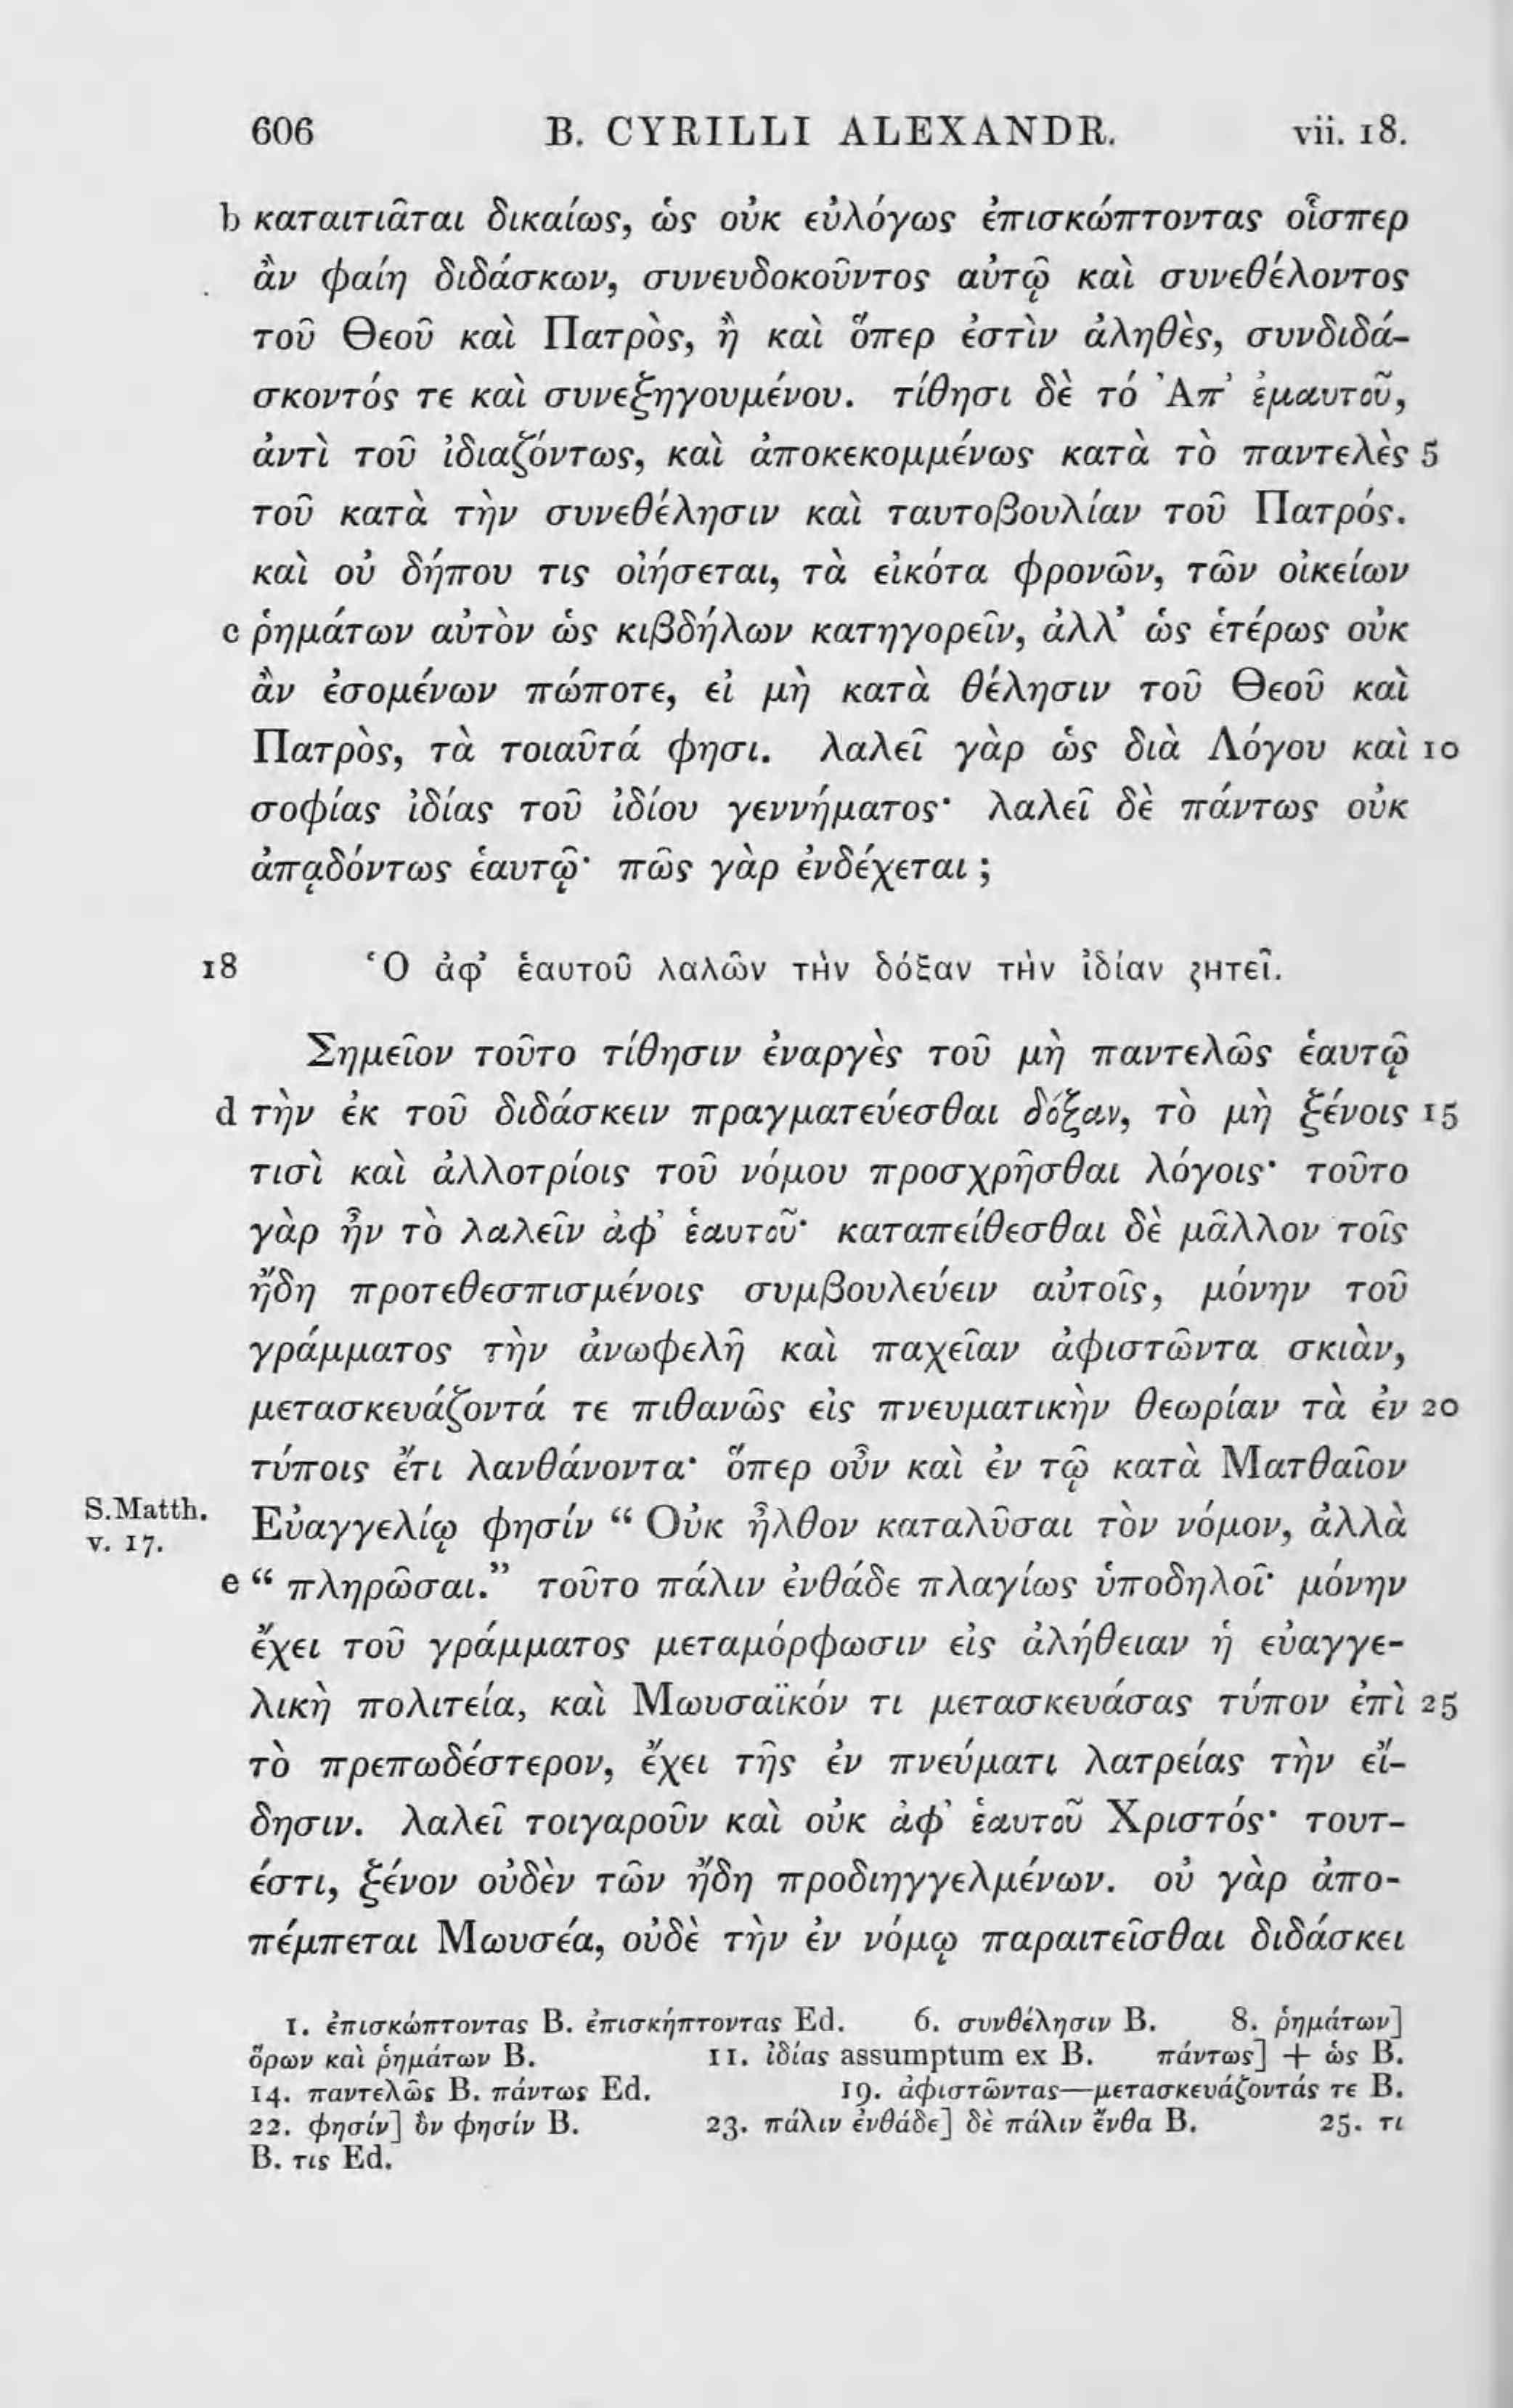 606 B. CYRILLI ALEXANDR. vii. 18.
b καταιτιᾶται δικαίως, ὡς οὐκ εὐλόγως ἐπισκώπτοντας οἷσπερ
ἂν φαίη διδάσκων, συνευδοκοῦντος αὐτῷ καὶ συνεθέλοντος
τοῦ Θεοῦ καὶ Πατρὸς, ἢ καὶ ὅπερ ἐστὶν ἀληθὲς, συνδιδά-
σκοντός τε καὶ συνεξηγουμένου. τίθησι δὲ τό Ἀπ’ ἐμαυτοῦ,
ἀντὶ τοῦ ἰδιαζόντως, καὶ ἀποκεκομμένως κατὰ τὸ παντελὲς 5
τοῦ κατὰ τὴν συνεθέλησιν καὶ ταυτοβουλίαν τοῦ Πατρός.
καὶ οὐ δήπου τις οἰήσεται, τὰ εἰκότα φρονῶν, τῶν οἰκείων
c ῥημάτων αὐτὸν ὡς κιβδήλων κατηγορεῖν, ἀλλ’ ὡς ἑτέρως οὐκ
ἂν ἐσομένων πώποτε, εἰ μὴ κατὰ θέλησιν τοῦ Θεοῦ καὶ
Πατρὸς, τὰ τοιαῦτά φησι. λαλεῖ γὰρ ὡς διὰ Λόγου καὶ 10
σοφίας ἰδίας τοῦ ἰδίου γεννήματος· λαλεῖ δὲ πάντως οὐκ
ἀπᾳδόντως ἑαυτῷ· πῶς γὰρ ἐνδέχεται ;
18 Ὁ ἀφ’ ἑαυτοῦ λαλῶν τὴν δόξαν τὴν ἰδίαν ζητεῖ.
Σημεῖον τοῦτο τίθησιν ἐναργὲς τοῦ μὴ παντελῶς ἑαυτῷ
d τὴν ἐκ τοῦ διδάσκειν πραγματεύεσθαι δόξαν, τὸ μὴ ξένοις 15
τισὶ καὶ ἀλλοτρίοις τοῦ νόμου προσχρῆσθαι λόγοις· τοῦτο
γὰρ ἦν τὸ λαλεῖν ἀφ’ ἑαυτοῦ· καταπείθεσθαι δὲ μᾶλλον τοῖς
ἤδη προτεθεσπισμένοις συμβουλεύειν αὐτοῖς, μόνην τοῦ
γράμματος τὴν ἀνωφελῆ καὶ παχεῖαν ἀφιστῶντα σκιὰν,
μετασκευάζοντά τε πιθανῶς εἰς πνευματικὴν θεωρίαν τὰ ἐν 20
τύποις ἔτι λανθάνοντα· ὅπερ οὖν καὶ ἐν τῷ κατὰ Ματθαῖον
S.Matth. v. 17. Εὐαγγελίῳ φησίν “ Οὐκ ἦλθον καταλῦσαι τὸν νόμον, ἀλλὰ
e “ πληρῶσαι.” τοῦτο πάλιν ἐνθάδε πλαγίως ὑποδηλοῖ· μόνην
ἔχει τοῦ γράμματος μεταμόρφωσιν εἰς ἀλήθειαν ἡ εὐαγγε-
λικὴ πολιτεία, καὶ Μωυσαϊκόν τι μετασκευάσας τύπον ἐπὶ 25
τὸ πρεπωδέστερον, ἔχει τῆς ἐν πνεύματι λατρείας τὴν εἴ-
δησιν. λαλεῖ τοιγαροῦν καὶ οὐκ ἀφ’ ἑαυτοῦ Χριστός· τουτ-
έστι, ξένον οὐδὲν τῶν ἤδη προδιηγγελμένων. οὐ γὰρ ἀπο-
πέμπεται Μωυσέα, οὐδὲ τὴν ἐν νόμῳ παραιτεῖσθαι διδάσκει
1. ἐπισκώπτοντας B. ἐπισκήπτοντας Ed. 6. συνθέλησιν B. 8. ῥημάτων]
ὅρων καὶ ῥημάτων B. 11. ἰδίας assumptum ex B. πάντως] + ὡς B.
14. παντελῶς B. πάντως Ed. 19. ἀφιστῶντας—μετασκευάζοντάς τε B.
22. φησίν] ὃν φησίν B. 23. πάλιν ἐνθάδε] δὲ πάλιν ἔνθα B. 25. τι
B. τις Ed.